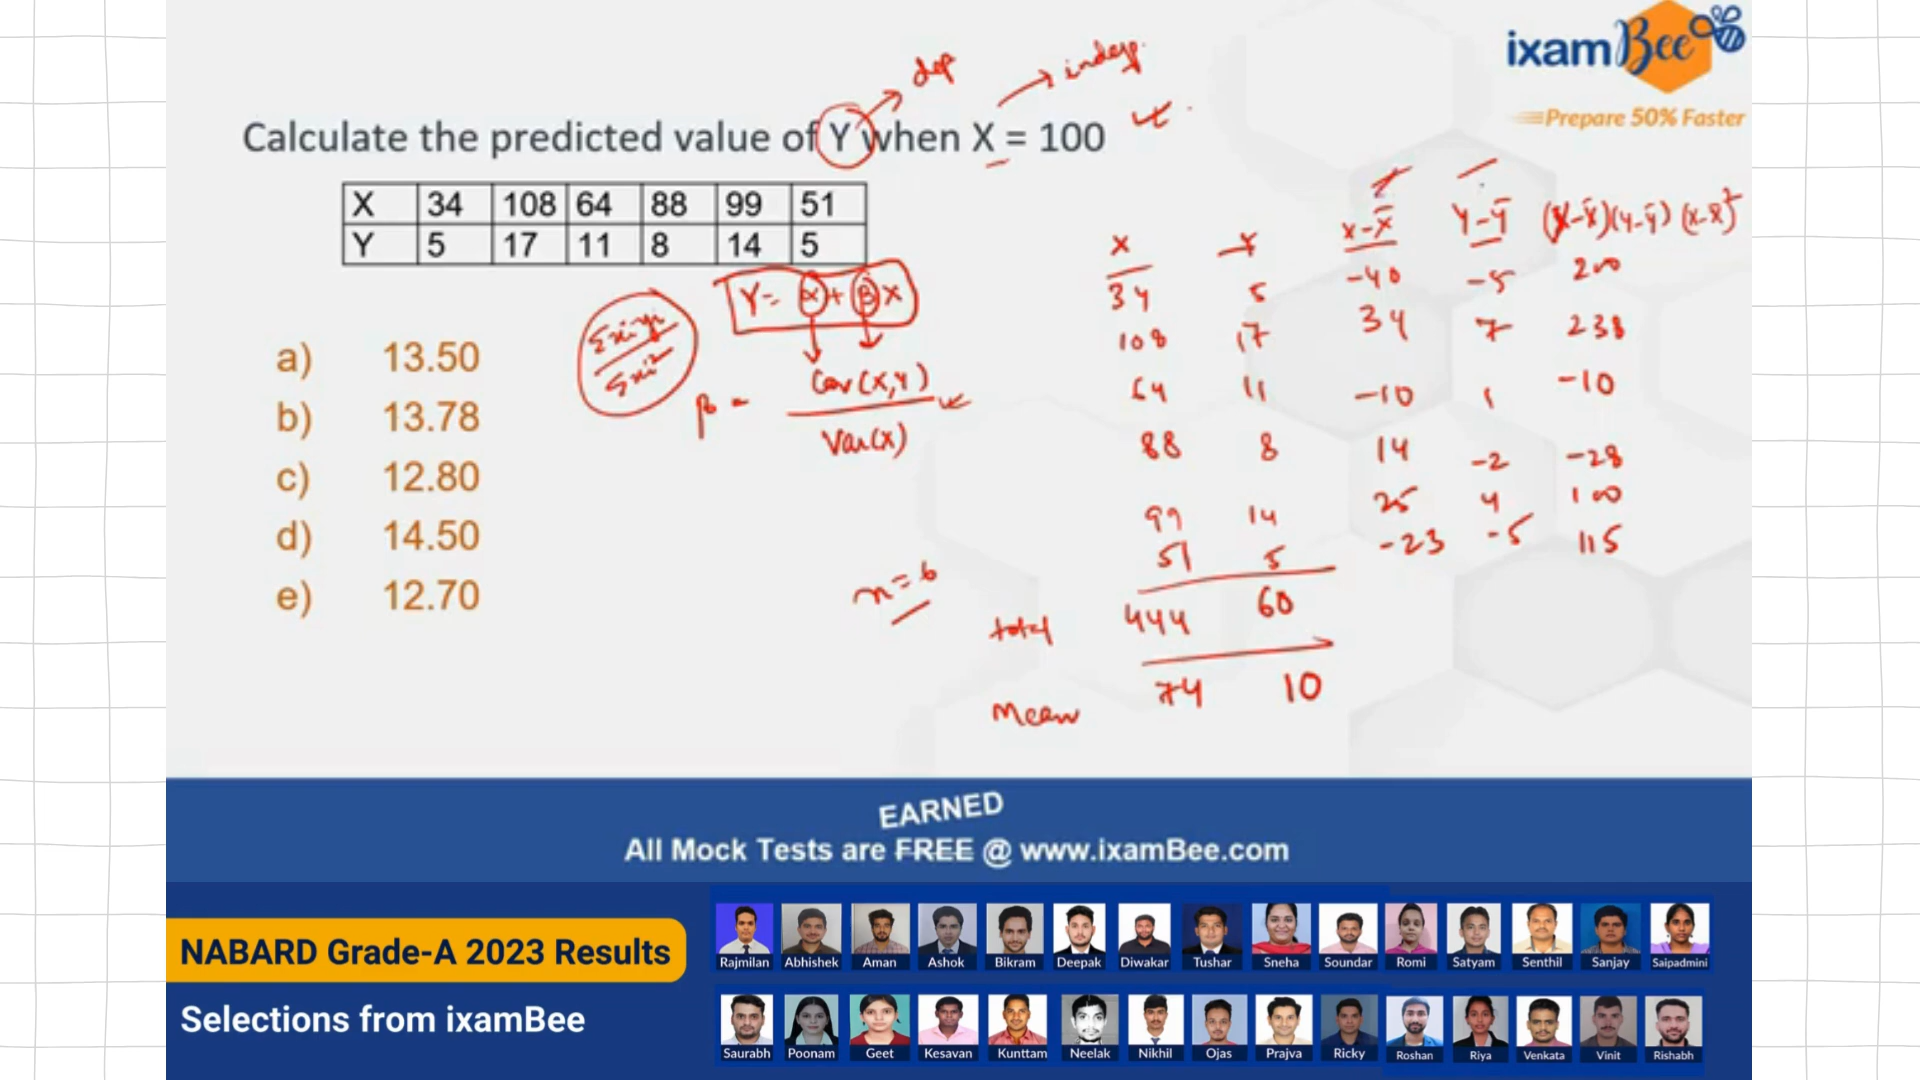 ixamBee
Prepare 50% Faster
dep
indep.
Calculate the predicted value of Y when X = 100
X 34 108 64 88 99 51
Y 5 17 11 8 14 5
Y = α + βX
Σxiyi
Σxi²
β = Cov(X,Y)
Var(X)
a) 13.50
b) 13.78
c) 12.80
d) 14.50
e) 12.70
n = 6
X Y x-x̄ Y-ȳ (x-x̄)(y-ȳ) (x-x̄)²
34 5 -40 -5 200
108 17 34 7 238
64 11 -10 1 -10
88 8 14 -2 -28
99 14 25 4 100
51 5 -23 -5 115
total 444 60
Mean 74 10
EARNED
All Mock Tests are FREE @ www.ixamBee.com
NABARD Grade-A 2023 Results
Selections from ixamBee
Rajmilan Abhishek Aman Ashok Bikram Deepak Diwakar Tushar Sneha Soundar Romi Satyam Senthil Sanjay Saipadmini
Saurabh Poonam Geet Kesavan Kunttam Neelak Nikhil Ojas Prajva Ricky Roshan Riya Venkata Vinit Rishabh